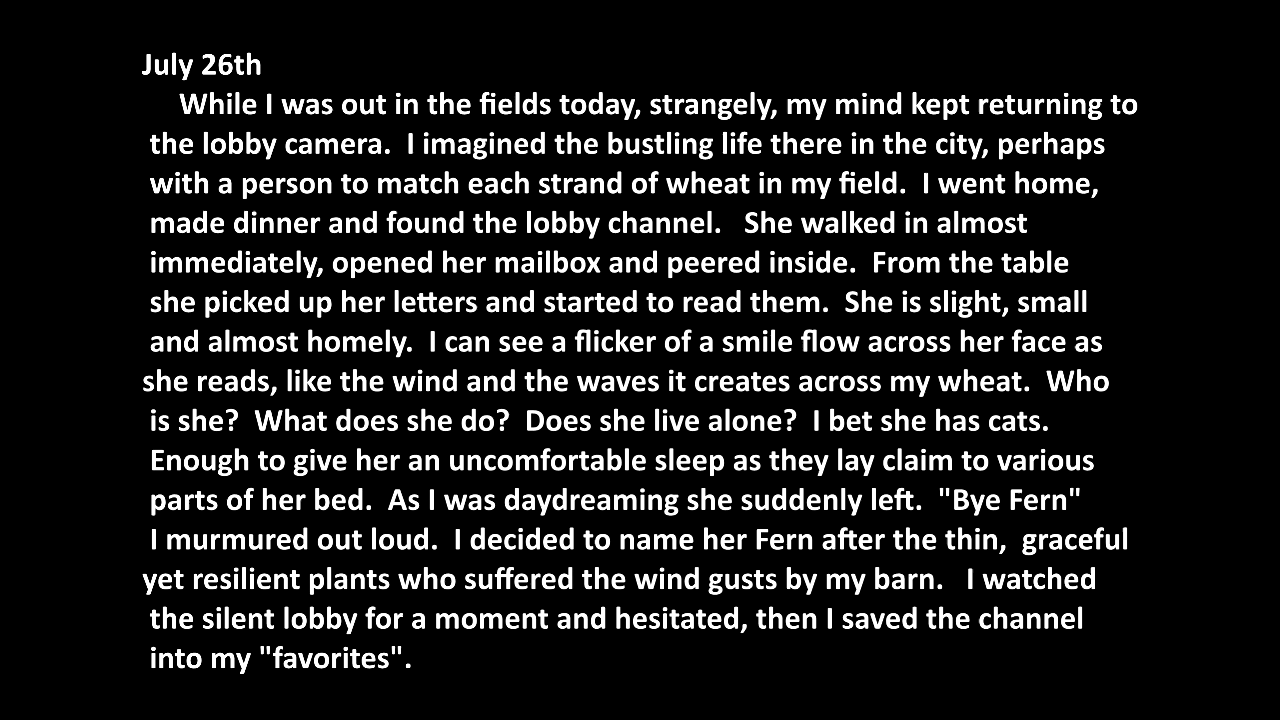 July 26th
While I was out in the fields today, strangely, my mind kept returning to
the lobby camera. I imagined the bustling life there in the city, perhaps
with a person to match each strand of wheat in my field. I went home,
made dinner and found the lobby channel. She walked in almost
immediately, opened her mailbox and peered inside. From the table
she picked up her letters and started to read them. She is slight, small
and almost homely. I can see a flicker of a smile flow across her face as
she reads, like the wind and the waves it creates across my wheat. Who
is she? What does she do? Does she live alone? I bet she has cats.
Enough to give her an uncomfortable sleep as they lay claim to various
parts of her bed. As I was daydreaming she suddenly left. "Bye Fern"
I murmured out loud. I decided to name her Fern after the thin, graceful
yet resilient plants who suffered the wind gusts by my barn. I watched
the silent lobby for a moment and hesitated, then I saved the channel
into my "favorites".